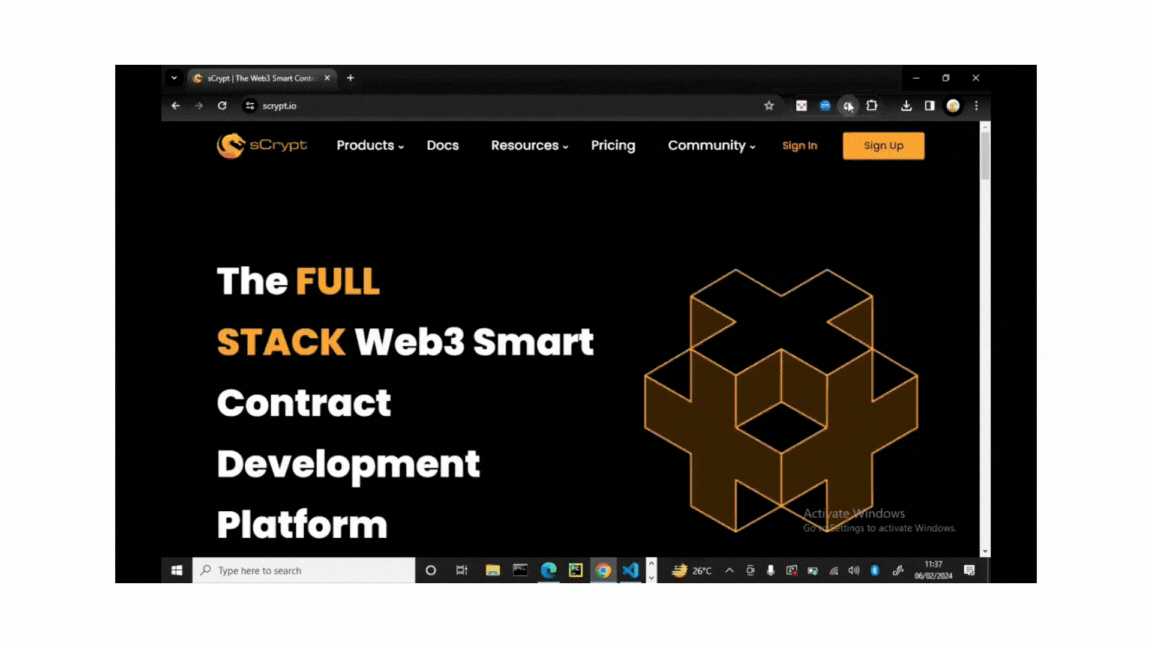 sCrypt | The Web3 Smart Contr
scrypt.io
sCrypt Products Docs Resources Pricing Community Sign In Sign Up
The FULL
STACK Web3 Smart
Contract
Development
Platform
Activate Windows
Go to Settings to activate Windows.
Type here to search
26°C
11:37
06/02/2024